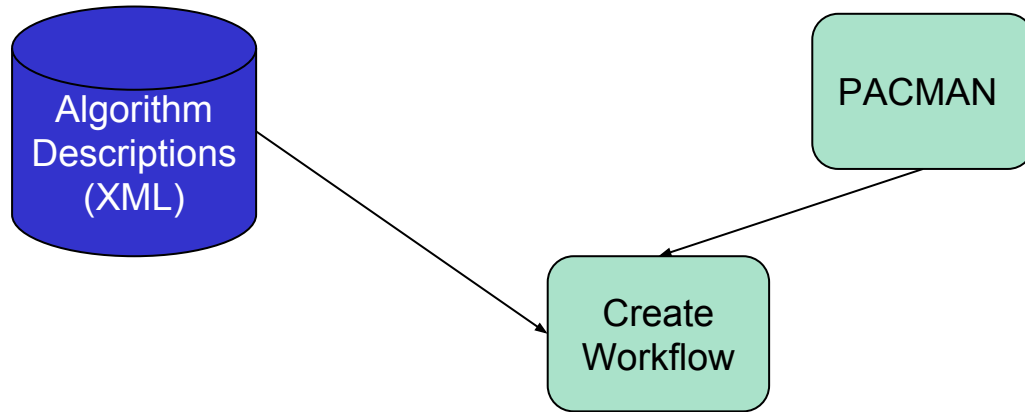 Algorithm
Descriptions
(XML)
PACMAN
Create
Workflow